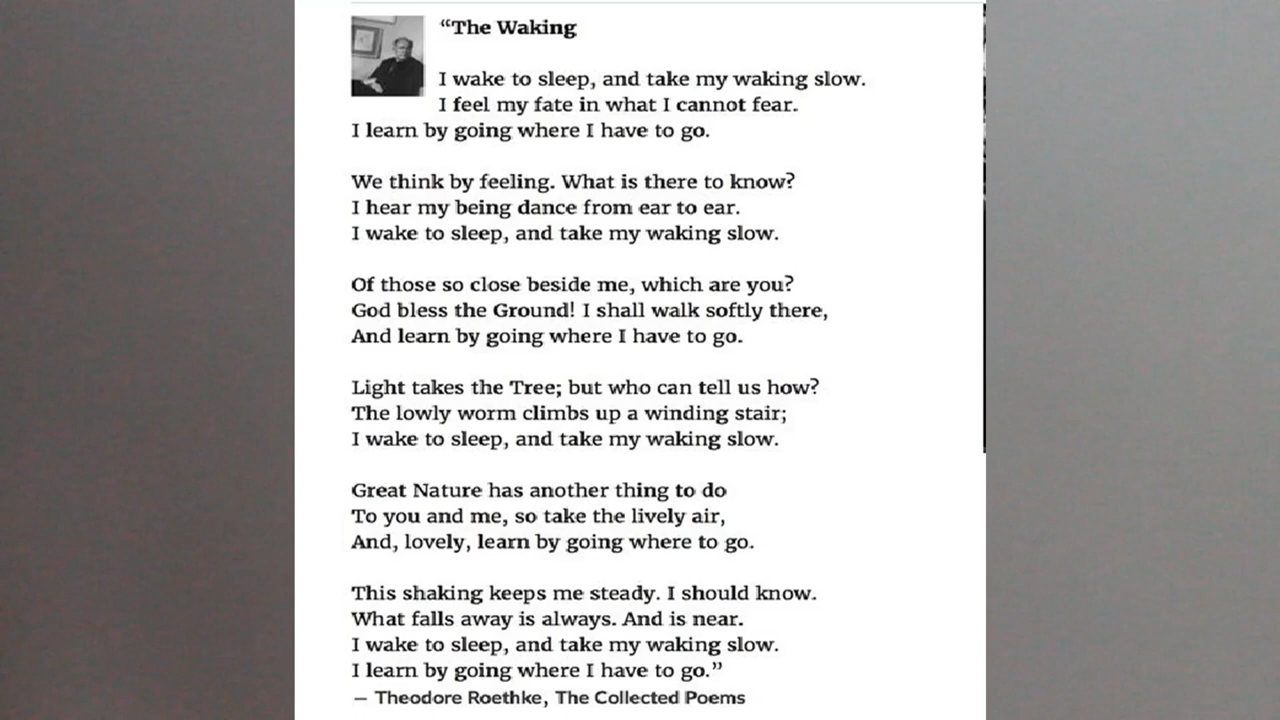 “The Waking
I wake to sleep, and take my waking slow.
I feel my fate in what I cannot fear.
I learn by going where I have to go.
We think by feeling. What is there to know?
I hear my being dance from ear to ear.
I wake to sleep, and take my waking slow.
Of those so close beside me, which are you?
God bless the Ground! I shall walk softly there,
And learn by going where I have to go.
Light takes the Tree; but who can tell us how?
The lowly worm climbs up a winding stair;
I wake to sleep, and take my waking slow.
Great Nature has another thing to do
To you and me, so take the lively air,
And, lovely, learn by going where to go.
This shaking keeps me steady. I should know.
What falls away is always. And is near.
I wake to sleep, and take my waking slow.
I learn by going where I have to go.”
— Theodore Roethke, The Collected Poems